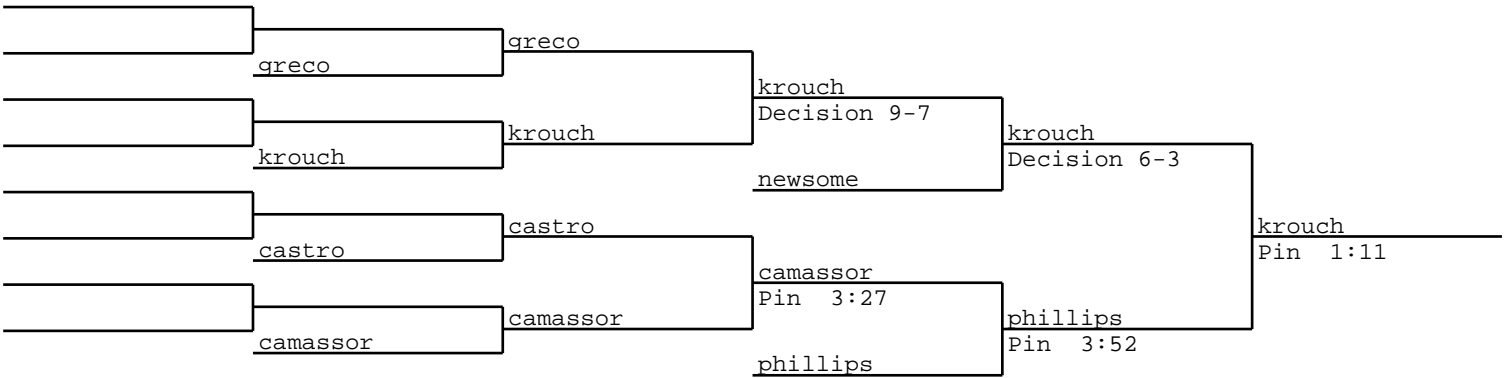 greco
greco
krouch
Decision 9-7
krouch
krouch
krouch
Decision 6-3
newsome
castro
krouch
Pin  1:11
castro
camassor
Pin  3:27
camassor
phillips
camassor
Pin  3:52
phillips